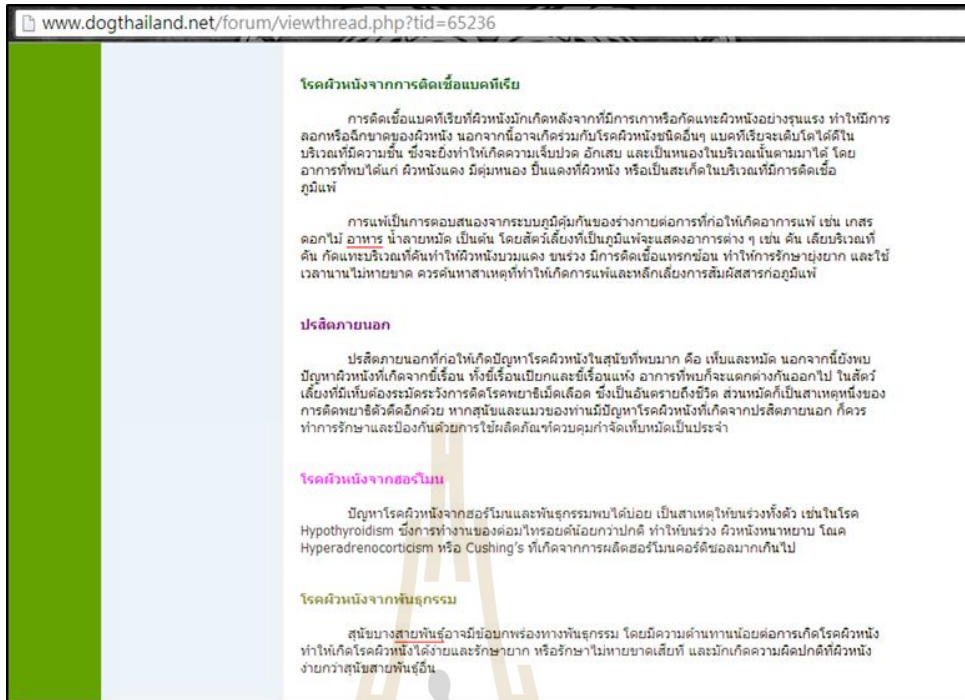 www.dogthailand.net/forum/viewthread.php?tid=65236
โรคผิวหนังจากการติดเชื้อแบคทีเรีย
การติดเชื้อแบคทีเรียที่ผิวหนังมักเกิดหลังจากที่มีการเกาหรือกัดแทะผิวหนังอย่างรุนแรง ทำให้มีการ
ลอกหรือฉีกขาดของผิวหนัง นอกจากนี้อาจเกิดร่วมกับโรคผิวหนังชนิดอื่นๆ แบคทีเรียจะเติบโตได้ดีใน
บริเวณที่มีความชื้น ซึ่งจะยิ่งทำให้เกิดความเจ็บปวด อักเสบ และเป็นหนองในบริเวณนั้นตามมาได้ โดย
อาการที่พบได้แก่ ผิวหนังแดง มีตุ่มหนอง ปื้นแดงที่ผิวหนัง หรือเป็นสะเก็ดในบริเวณที่มีการติดเชื้อ
ภูมิแพ้
การแพ้เป็นการตอบสนองจากระบบภูมิคุ้มกันของร่างกายต่อการที่ก่อให้เกิดอาการแพ้ เช่น เกสร
ดอกไม้ อาหาร น้ำลายหมัด เป็นต้น โดยสัตว์เลี้ยงที่เป็นภูมิแพ้จะแสดงอาการต่าง ๆ เช่น คัน เลียบริเวณที่
คัน กัดแทะบริเวณที่คันทำให้ผิวหนังบวมแดง ขนร่วง มีการติดเชื้อแทรกซ้อน ทำให้การรักษายุ่งยาก และใช้
เวลานานไม่หายขาด ควรค้นหาสาเหตุที่ทำให้เกิดการแพ้และหลีกเลี่ยงการสัมผัสสารก่อภูมิแพ้
ปรสิตภายนอก
ปรสิตภายนอกที่ก่อให้เกิดปัญหาโรคผิวหนังในสุนัขที่พบมาก คือ เห็บและหมัด นอกจากนี้ยังพบ
ปัญหาผิวหนังที่เกิดจากขี้เรื้อน ทั้งขี้เรื้อนเปียกและขี้เรื้อนแห้ง อาการที่พบก็จะแตกต่างกันออกไป ในสัตว์
เลี้ยงที่มีเห็บต้องระมัดระวังการติดโรคพยาธิเม็ดเลือด ซึ่งเป็นอันตรายถึงชีวิต ส่วนหมัดก็เป็นสาเหตุหนึ่งของ
การติดพยาธิตัวตืดอีกด้วย หากสุนัขและแมวของท่านมีปัญหาโรคผิวหนังที่เกิดจากปรสิตภายนอก ก็ควร
ทำการรักษาและป้องกันด้วยการใช้ผลิตภัณฑ์ควบคุมกำจัดเห็บหมัดเป็นประจำ
โรคผิวหนังจากฮอร์โมน
ปัญหาโรคผิวหนังจากฮอร์โมนและพันธุกรรมพบได้บ่อย เป็นสาเหตุให้ขนร่วงทั้งตัว เช่นในโรค
Hypothyroidism ซึ่งการทำงานของต่อมไทรอยต์น้อยกว่าปกติ ทำให้ขนร่วง ผิวหนังหนาหยาบ โณค
Hyperadrenocorticism หรือ Cushing's ที่เกิดจากการผลิตฮอร์โมนคอร์ติซอลมากเกินไป
โรคผิวหนังจากพันธุกรรม
สุนัขบางสายพันธุ์อาจมีข้อบกพร่องทางพันธุกรรม โดยมีความต้านทานน้อยต่อการเกิดโรคผิวหนัง
ทำให้เกิดโรคผิวหนังได้ง่ายและรักษายาก หรือรักษาไม่หายขาดเสียที และมักเกิดความผิดปกติที่ผิวหนัง
ง่ายกว่าสุนัขสายพันธุ์อื่น